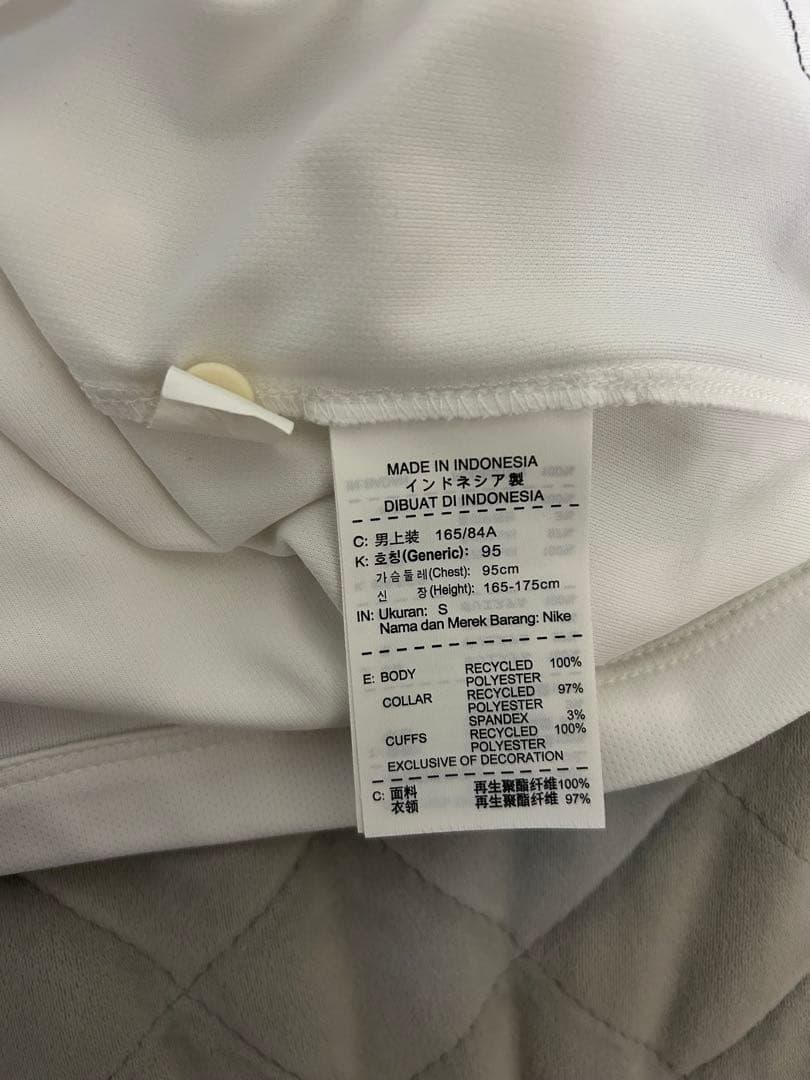 MADE IN INDONESIA
インドネシア製
DIBUAT DI INDONESIA
C: 男上装 165/84A
K: 호칭(Generic): 95
가슴둘레(Chest): 95cm
신 장(Height): 165-175cm
IN: Ukuran: S
Nama dan Merek Barang: Nike
E: BODY RECYCLED 100%
POLYESTER
COLLAR RECYCLED 97%
POLYESTER
SPANDEX 3%
CUFFS RECYCLED 100%
POLYESTER
EXCLUSIVE OF DECORATION
C: 面料 再生聚酯纤维100%
衣领 再生聚酯纤维 97%